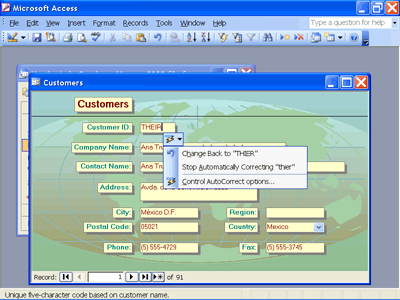 Microsoft Access
File Edit View Insert Format Records Tools Window Help
Type a question for help
Customers
Customers
Customer ID: THEIR
Company Name: Ana Tru
Contact Name: Ana Tru
Change Back to "THIER"
Stop Automatically Correcting "thier"
Control AutoCorrect options...
Address: Avda.
City: México D.F. Region:
Postal Code: 05021 Country: Mexico
Phone: (5) 555-4729 Fax: (5) 555-3745
Record: 1 of 91
Unique five-character code based on customer name.